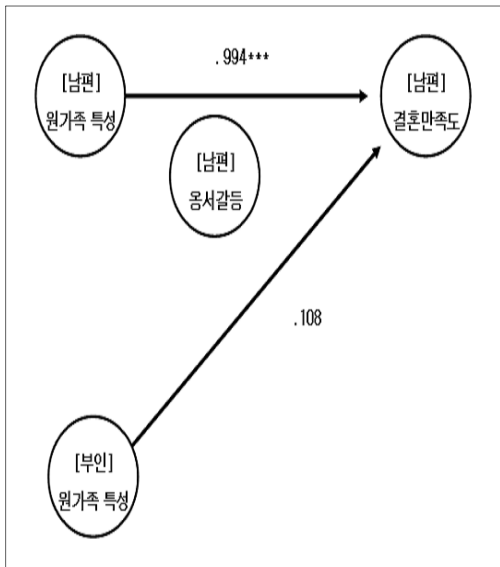 .994***
[남편]
원가족 특성
[남편]
결혼만족도
[남편]
옹서갈등
.108
[부인]
원가족 특성